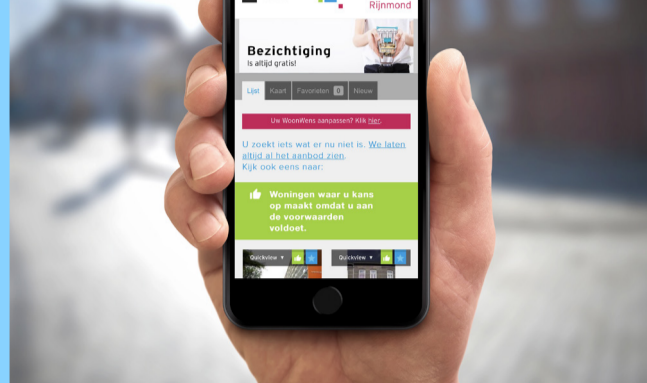 Rijnmond
Bezichtiging
Is altijd gratis!
Lijst Kaart Favorieten 0 Nieuw
Uw WoonWens aanpassen? Klik hier.
U zoekt iets wat er nu niet is. We laten
altijd al het aanbod zien.
Kijk ook eens naar:
Woningen waar u kans
op maakt omdat u aan
de voorwaarden
voldoet.
Quickview ▼ Quickview ▼